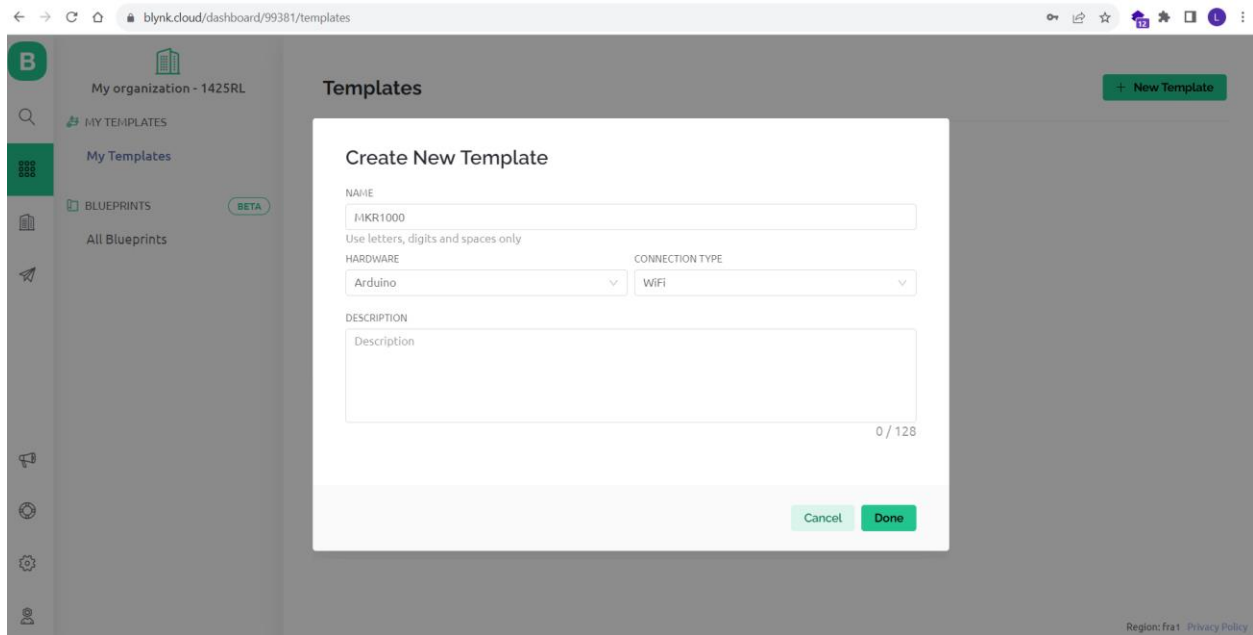 blynk.cloud/dashboard/99381/templates
12
L
B
My organization - 1425RL
MY TEMPLATES
My Templates
BLUEPRINTS BETA
All Blueprints
Templates
+ New Template
Create New Template
NAME
MKR1000
Use letters, digits and spaces only
HARDWARE CONNECTION TYPE
Arduino WiFi
DESCRIPTION
Description
0 / 128
Cancel Done
Region: fra1 Privacy Policy